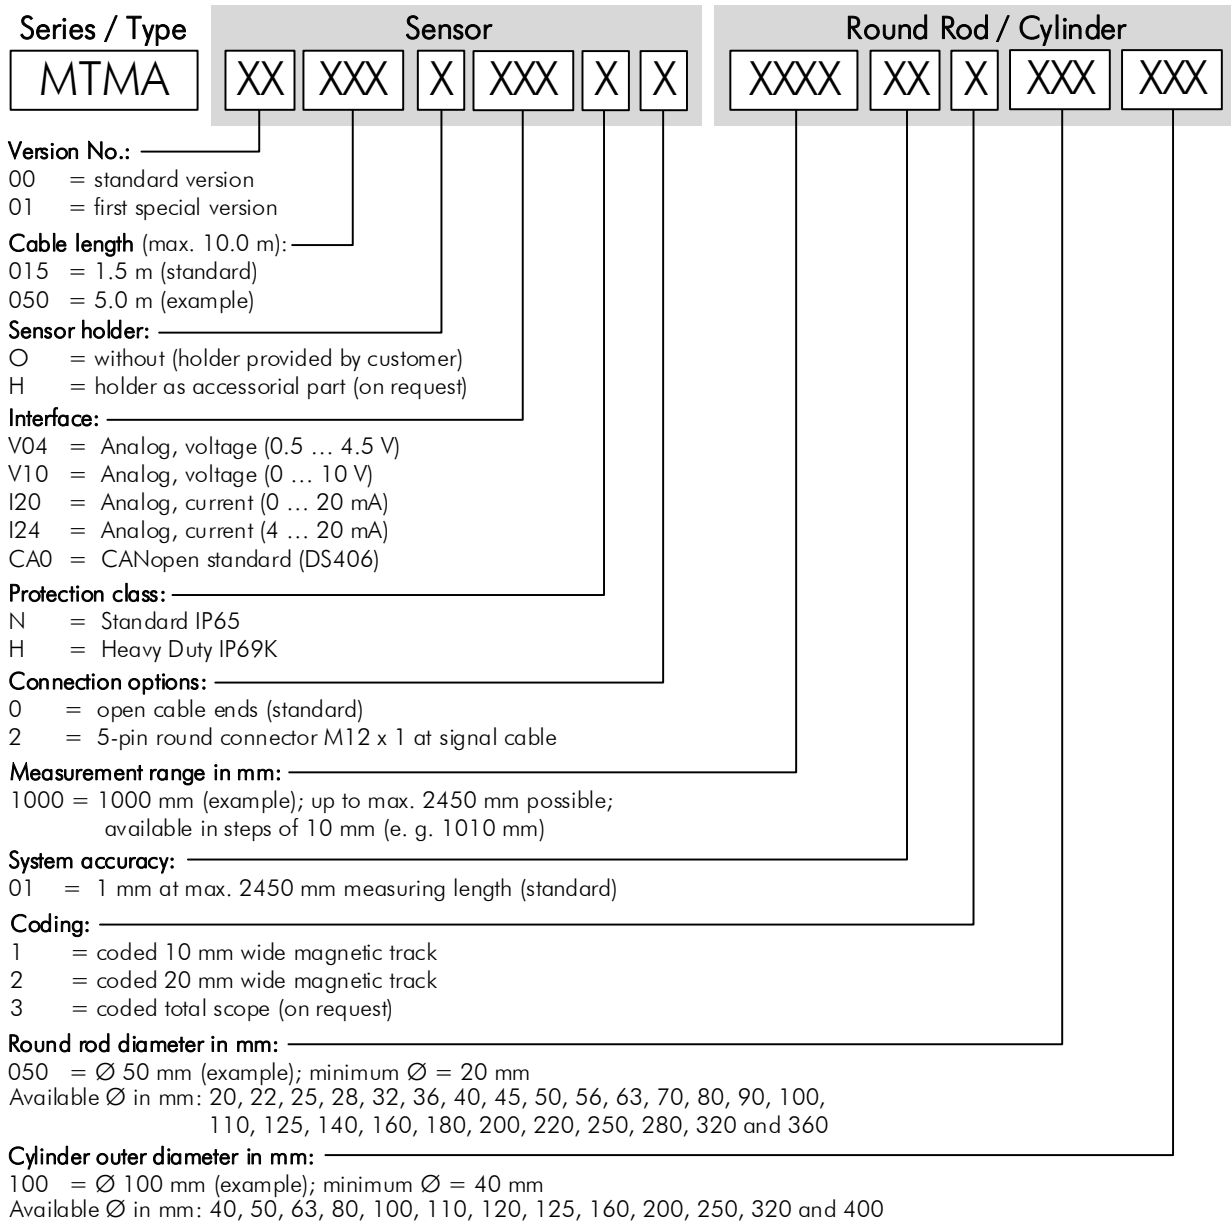 Series / Type Sensor Round Rod / Cylinder
MTMA XX XXX X XXX X X XXXX XX X XXX XXX
Version No.:
00 = standard version
01 = first special version
Cable length (max. 10.0 m):
015 = 1.5 m (standard)
050 = 5.0 m (example)
Sensor holder:
O = without (holder provided by customer)
H = holder as accessorial part (on request)
Interface:
V04 = Analog, voltage (0.5 ... 4.5 V)
V10 = Analog, voltage (0 ... 10 V)
I20 = Analog, current (0 ... 20 mA)
I24 = Analog, current (4 ... 20 mA)
CA0 = CANopen standard (DS406)
Protection class:
N = Standard IP65
H = Heavy Duty IP69K
Connection options:
0 = open cable ends (standard)
2 = 5-pin round connector M12 x 1 at signal cable
Measurement range in mm:
1000 = 1000 mm (example); up to max. 2450 mm possible;
available in steps of 10 mm (e. g. 1010 mm)
System accuracy:
01 = 1 mm at max. 2450 mm measuring length (standard)
Coding:
1 = coded 10 mm wide magnetic track
2 = coded 20 mm wide magnetic track
3 = coded total scope (on request)
Round rod diameter in mm:
050 = Ø 50 mm (example); minimum Ø = 20 mm
Available Ø in mm: 20, 22, 25, 28, 32, 36, 40, 45, 50, 56, 63, 70, 80, 90, 100,
110, 125, 140, 160, 180, 200, 220, 250, 280, 320 and 360
Cylinder outer diameter in mm:
100 = Ø 100 mm (example); minimum Ø = 40 mm
Available Ø in mm: 40, 50, 63, 80, 100, 110, 120, 125, 160, 200, 250, 320 and 400